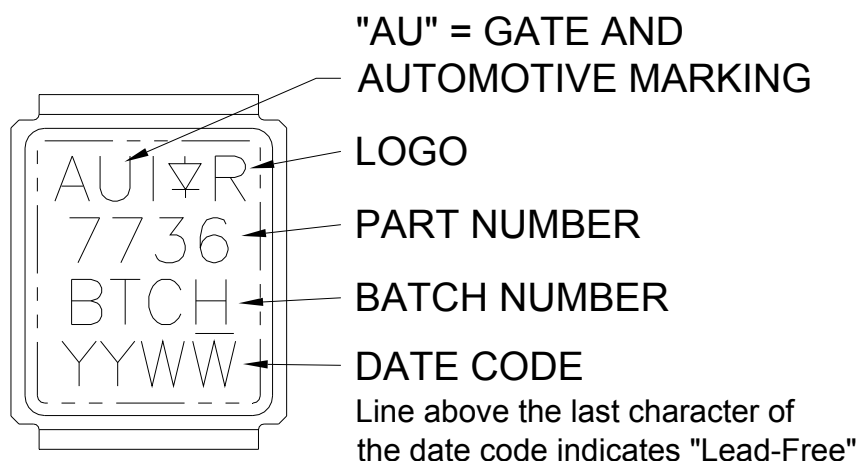 "AU" = GATE AND
AUTOMOTIVE MARKING
AUI R
LOGO
7736
PART NUMBER
BTCH
BATCH NUMBER
YYWW
DATE CODE
Line above the last character of
the date code indicates "Lead-Free"